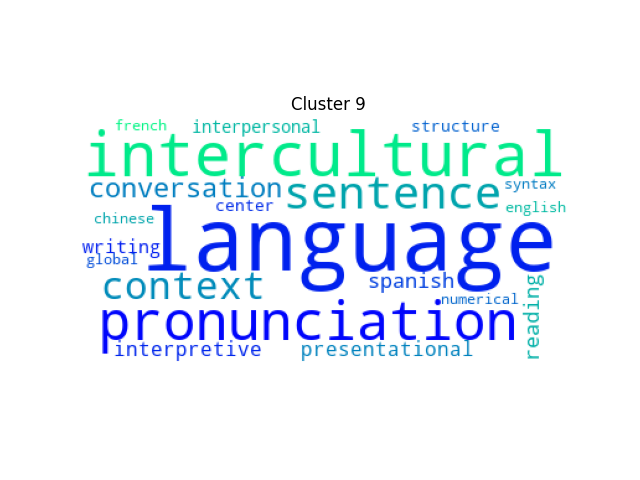 Cluster 9
french interpersonal structure
intercultural
conversation sentence syntax
center english
chinese language
writing
global
context spanish
numerical
pronunciation reading
interpretive presentational